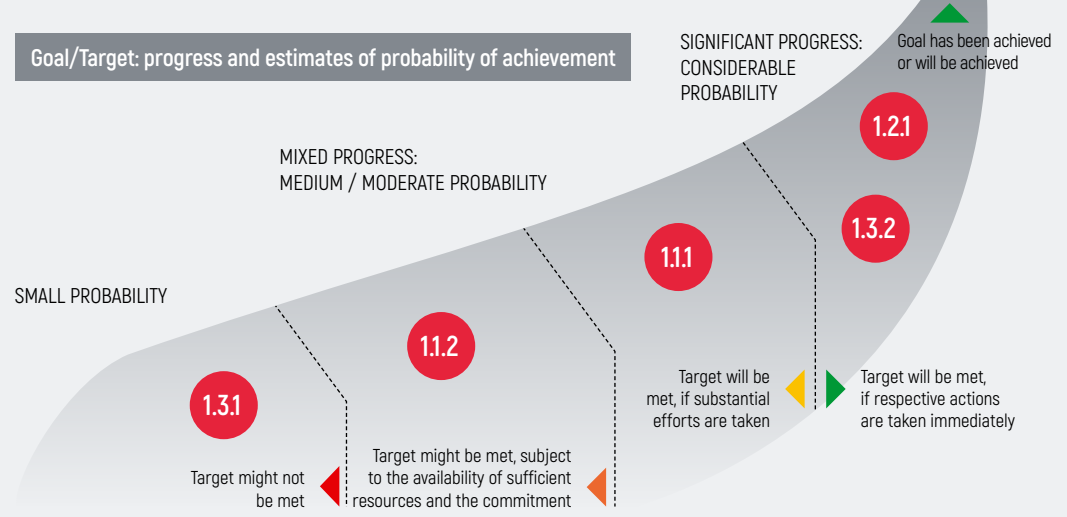 Goal/Target: progress and estimates of probability of achievement
SIGNIFICANT PROGRESS:
CONSIDERABLE
PROBABILITY
Goal has been achieved
or will be achieved
1.2.1
MIXED PROGRESS:
MEDIUM / MODERATE PROBABILITY
1.3.2
1.1.1
SMALL PROBABILITY
1.1.2
1.3.1
Target will be
met, if substantial
efforts are taken
Target will be met,
if respective actions
are taken immediately
Target might not
be met
Target might be met, subject
to the availability of sufficient
resources and the commitment